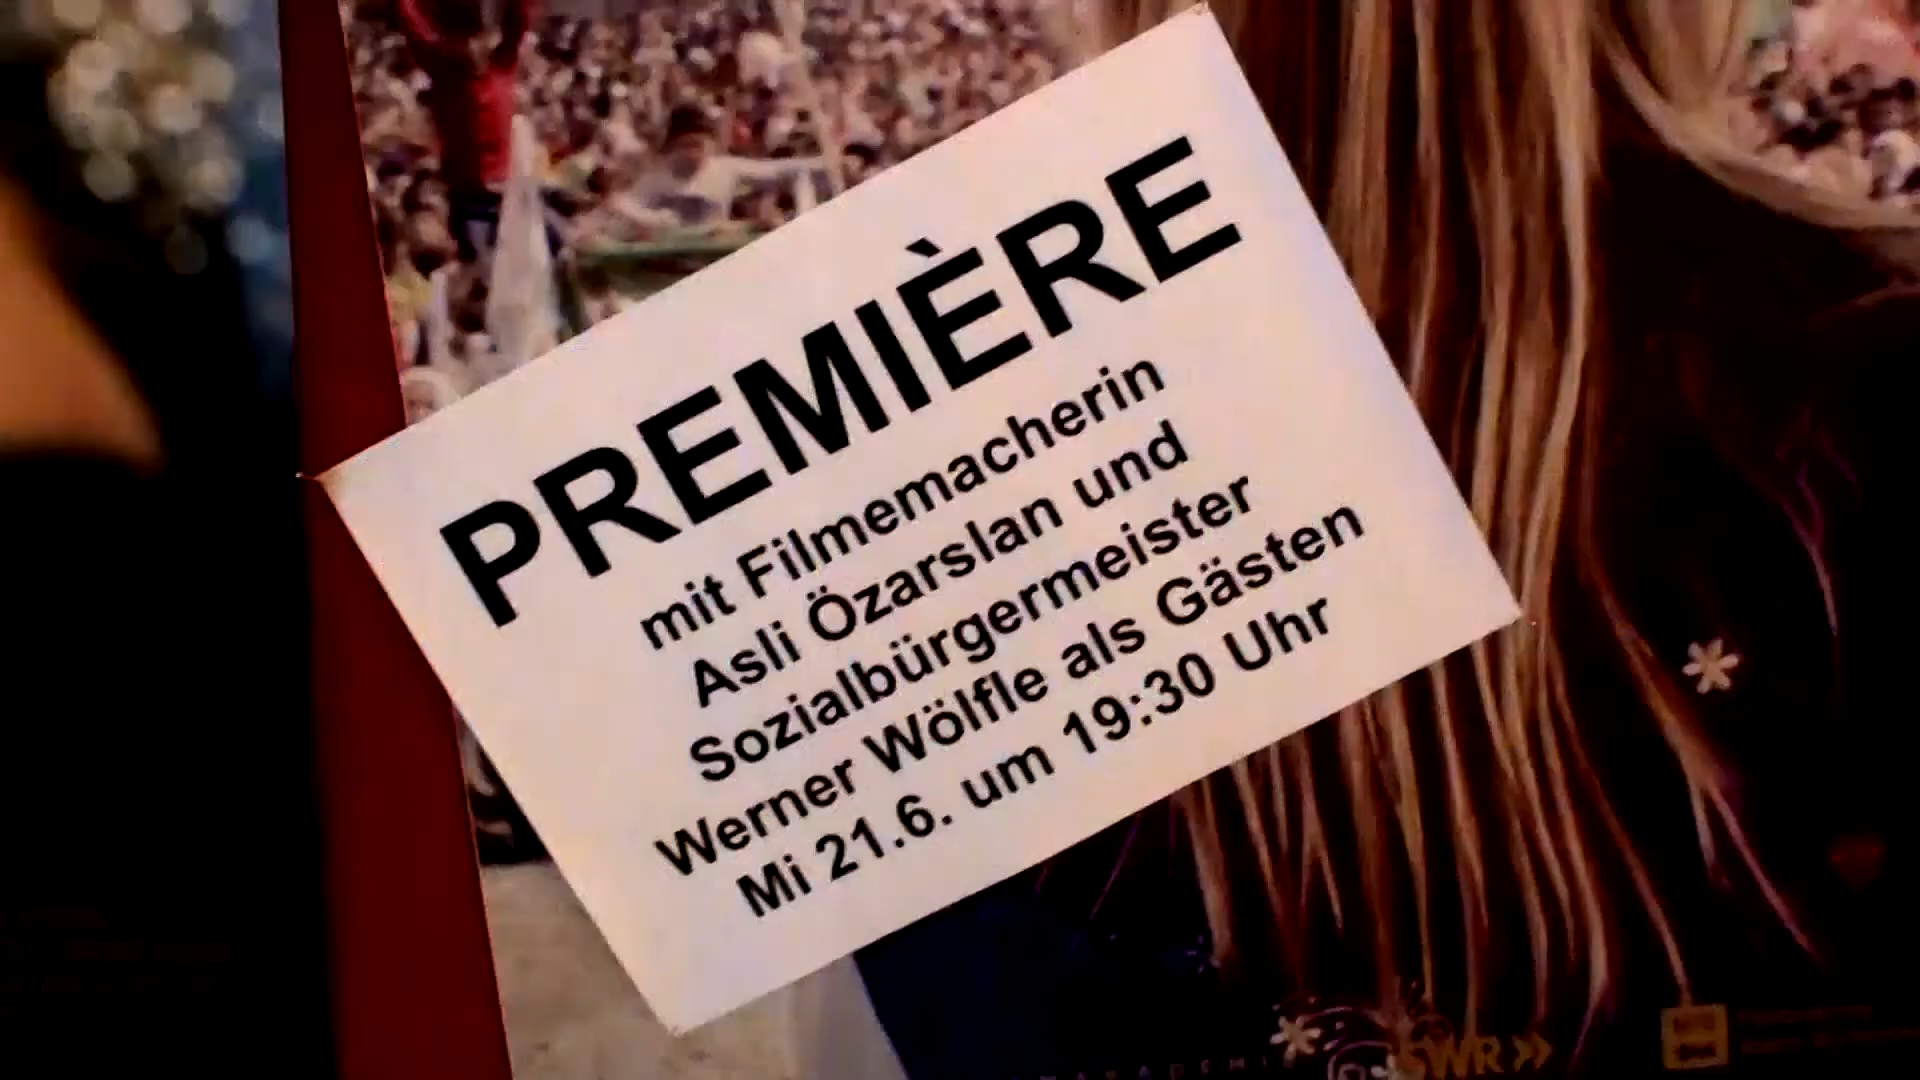 PREMIÈRE
mit Filmemacherin
Asli Özarslan und
Sozialbürgermeister
Werner Wölfle als Gästen
Mi 21.6. um 19:30 Uhr
SWR»